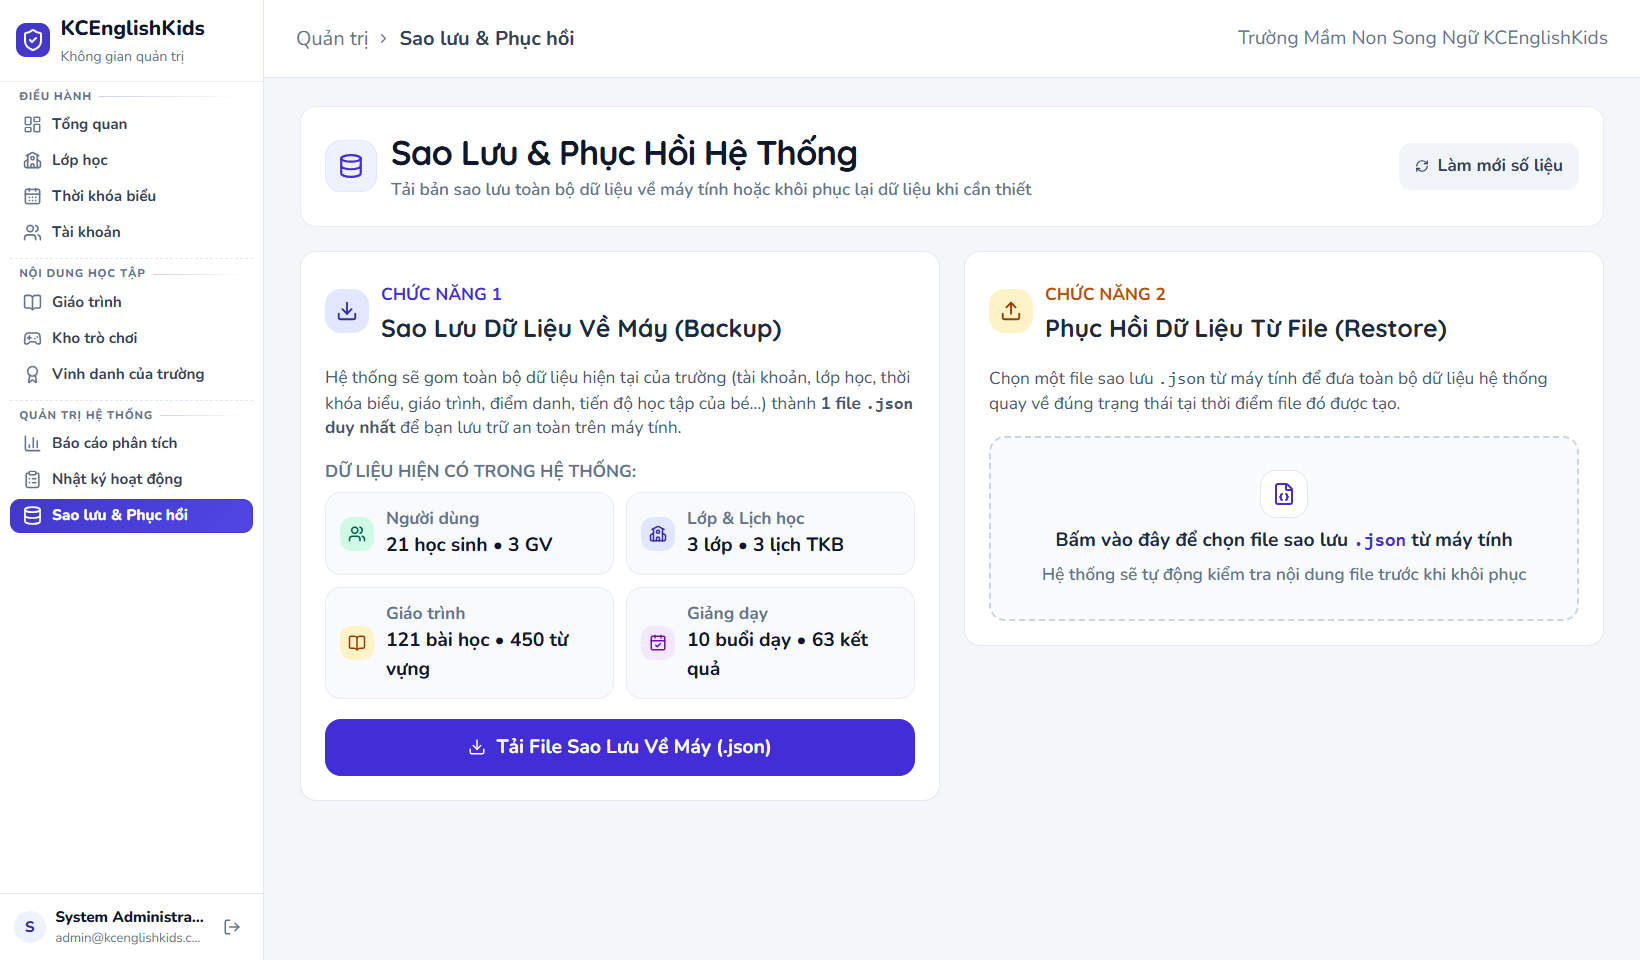 KCEnglishKids
Không gian quản trị
ĐIỀU HÀNH
Tổng quan
Lớp học
Thời khóa biểu
Tài khoản
NỘI DUNG HỌC TẬP
Giáo trình
Kho trò chơi
Vinh danh của trường
QUẢN TRỊ HỆ THỐNG
Báo cáo phân tích
Nhật ký hoạt động
Sao lưu & Phục hồi
S
System Administra...
admin@kcenglishkids.c...
Quản trị > Sao lưu & Phục hồi
Trường Mầm Non Song Ngữ KCEnglishKids
Sao Lưu & Phục Hồi Hệ Thống
Tải bản sao lưu toàn bộ dữ liệu về máy tính hoặc khôi phục lại dữ liệu khi cần thiết
Làm mới số liệu
CHỨC NĂNG 1
Sao Lưu Dữ Liệu Về Máy (Backup)
Hệ thống sẽ gom toàn bộ dữ liệu hiện tại của trường (tài khoản, lớp học, thời
khóa biểu, giáo trình, điểm danh, tiến độ học tập của bé...) thành 1 file .json
duy nhất để bạn lưu trữ an toàn trên máy tính.
DỮ LIỆU HIỆN CÓ TRONG HỆ THỐNG:
Người dùng
21 học sinh • 3 GV
Lớp & Lịch học
3 lớp • 3 lịch TKB
Giáo trình
121 bài học • 450 từ
vựng
Giảng dạy
10 buổi dạy • 63 kết
quả
Tải File Sao Lưu Về Máy (.json)
CHỨC NĂNG 2
Phục Hồi Dữ Liệu Từ File (Restore)
Chọn một file sao lưu .json từ máy tính để đưa toàn bộ dữ liệu hệ thống
quay về đúng trạng thái tại thời điểm file đó được tạo.
Bấm vào đây để chọn file sao lưu .json từ máy tính
Hệ thống sẽ tự động kiểm tra nội dung file trước khi khôi phục